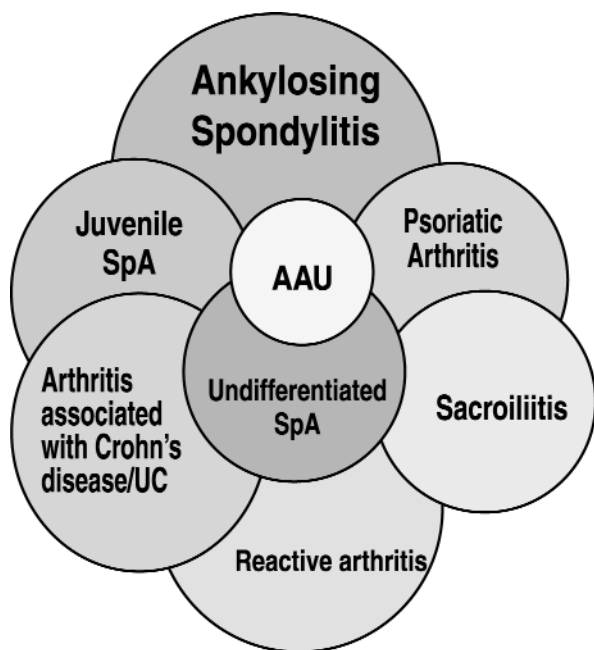 Ankylosing
Spondylitis
Juvenile
SpA
Psoriatic
Arthritis
AAU
Arthritis
associated
with Crohn's
disease/UC
Undifferentiated
SpA
Sacroiliitis
Reactive arthritis